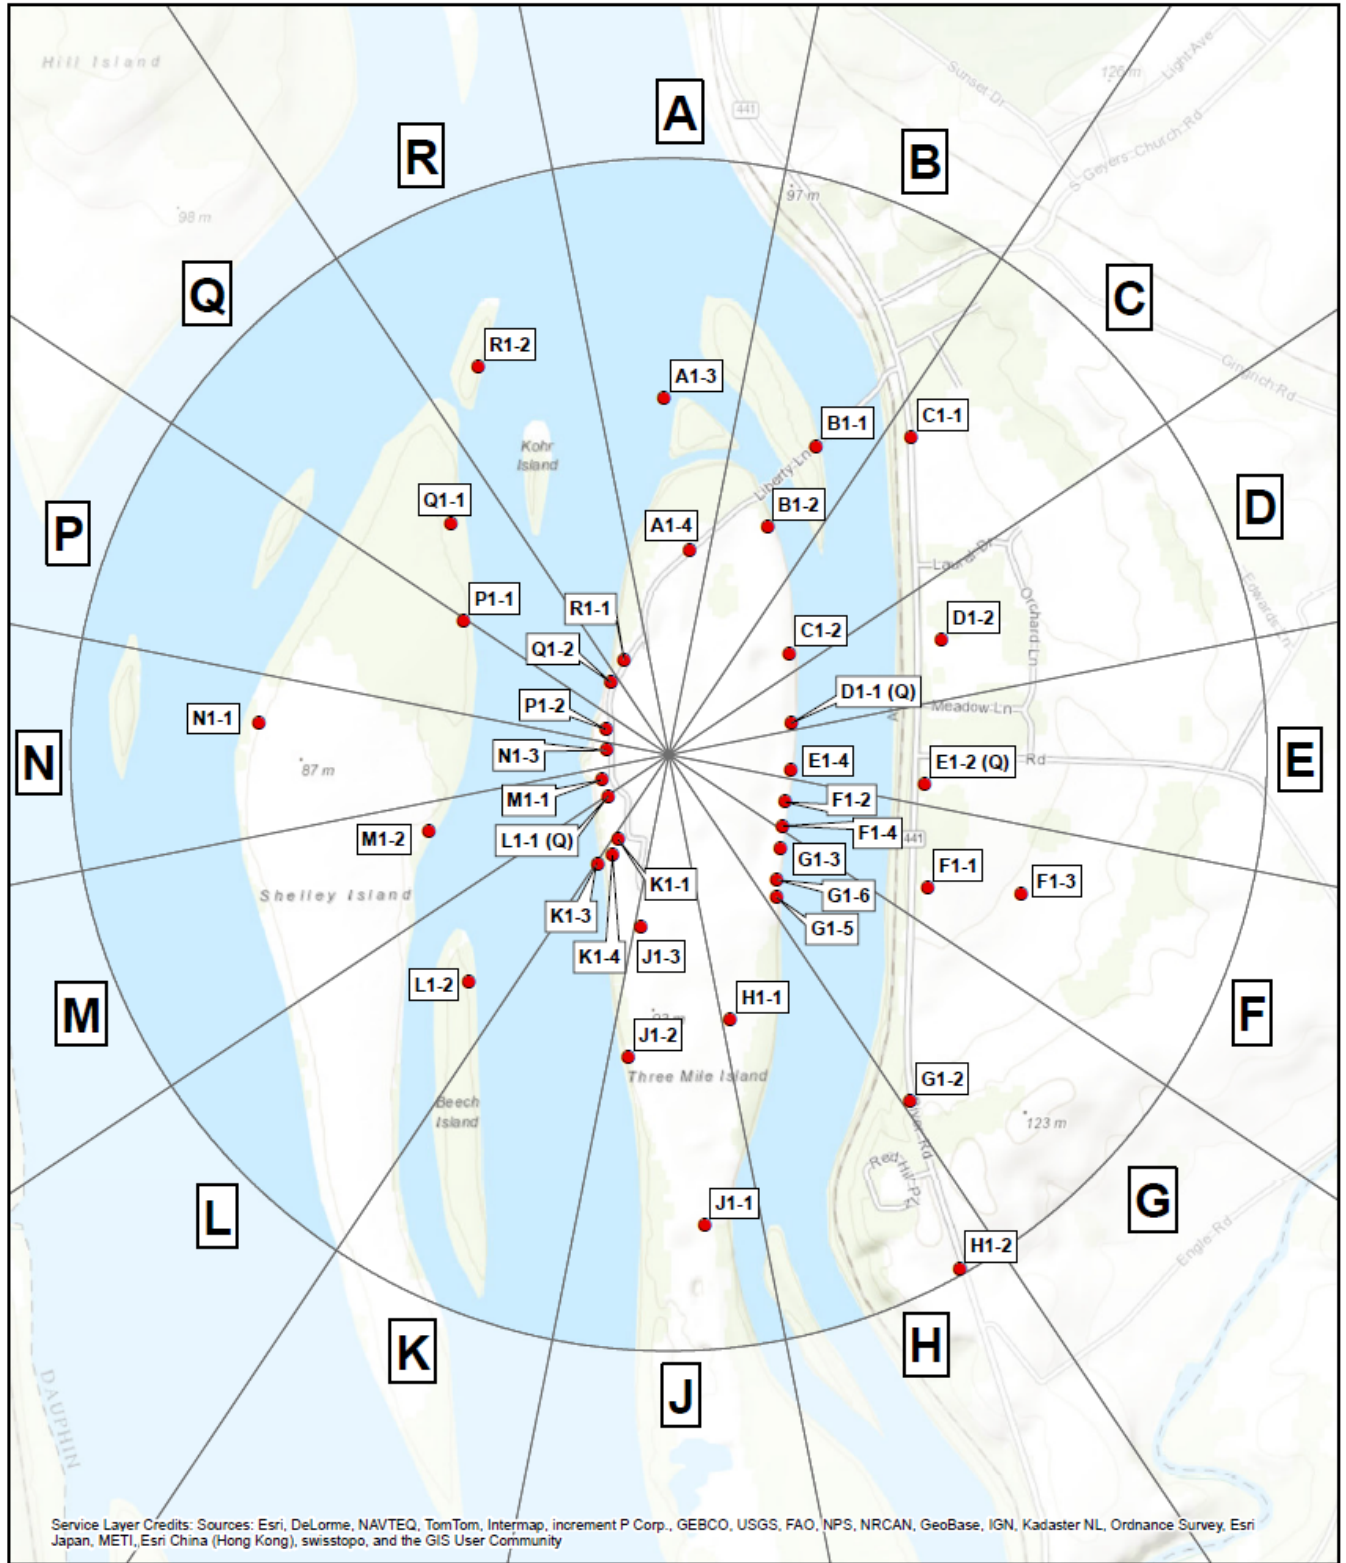 Hill Island
A
441
Sunset Dr
126m
Light Ave
R
B
S-Geyers-Church-Rd
97 m
98 m
Q
C
R1-2
A1-3
Gingrich-Rd
B1-1
C1-1
Kohr
Island
Liberty-Ln
Q1-1
B1-2
D
P
A1-4
Laurel-Dr
Orchard-Ln
Edwards-Ln
P1-1
R1-1
D1-2
C1-2
Q1-2
D1-1 (Q)
N1-1
P1-2
Meadow-Ln
N
N1-3
E1-4
E1-2 (Q)
Rd
E
87 m
M1-1
F1-2
M1-2
L1-1 (Q)
F1-4
441
G1-3
F1-1
F1-3
K1-1
G1-6
Shelley Island
K1-3
G1-5
K1-4
J1-3
L1-2
H1-1
M
F
J1-2
Three Mile Island
G1-2
Beech
Island
123 m
Red-Hill-Pl
J1-1
G
L
Engle-Rd
H1-2
K
H
J
DAUPHIN
Service Layer Credits: Sources: Esri, DeLorme, NAVTEQ, TomTom, Intermap, increment P Corp., GEBCO, USGS, FAO, NPS, NRCAN, GeoBase, IGN, Kadaster NL, Ordnance Survey, Esri
Japan, METI, Esri China (Hong Kong), swisstopo, and the GIS User Community